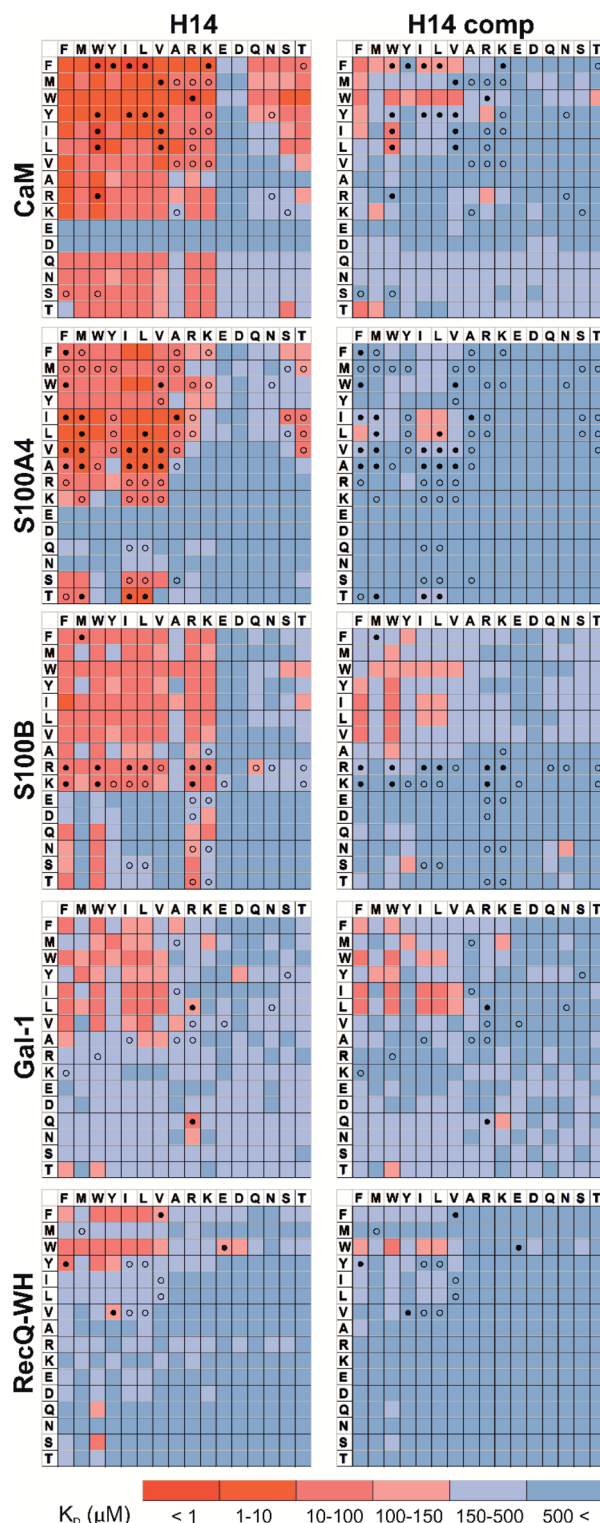 H14 H14 comp
F M W Y I L V A R K E D Q N S T F M W Y I L V A R K E D Q N S T
CaM
F F
M M
W W
Y Y
I I
L L
V V
A A
R R
K K
E E
D D
Q Q
N N
S S
T T
F M W Y I L V A R K E D Q N S T F M W Y I L V A R K E D Q N S T
S100A4
F F
M M
W W
Y Y
I I
L L
V V
A A
R R
K K
E E
D D
Q Q
N N
S S
T T
F M W Y I L V A R K E D Q N S T F M W Y I L V A R K E D Q N S T
S100B
F F
M M
W W
Y Y
I I
L L
V V
A A
R R
K K
E E
D D
Q Q
N N
S S
T T
F M W Y I L V A R K E D Q N S T F M W Y I L V A R K E D Q N S T
Gal-1
F F
M M
W W
Y Y
I I
L L
V V
A A
R R
K K
E E
D D
Q Q
N N
S S
T T
F M W Y I L V A R K E D Q N S T F M W Y I L V A R K E D Q N S T
RecQ-WH
F F
M M
W W
Y Y
I I
L L
V V
A A
R R
K K
E E
D D
Q Q
N N
S S
T T
K_D (μM) < 1 1-10 10-100 100-150 150-500 500 <